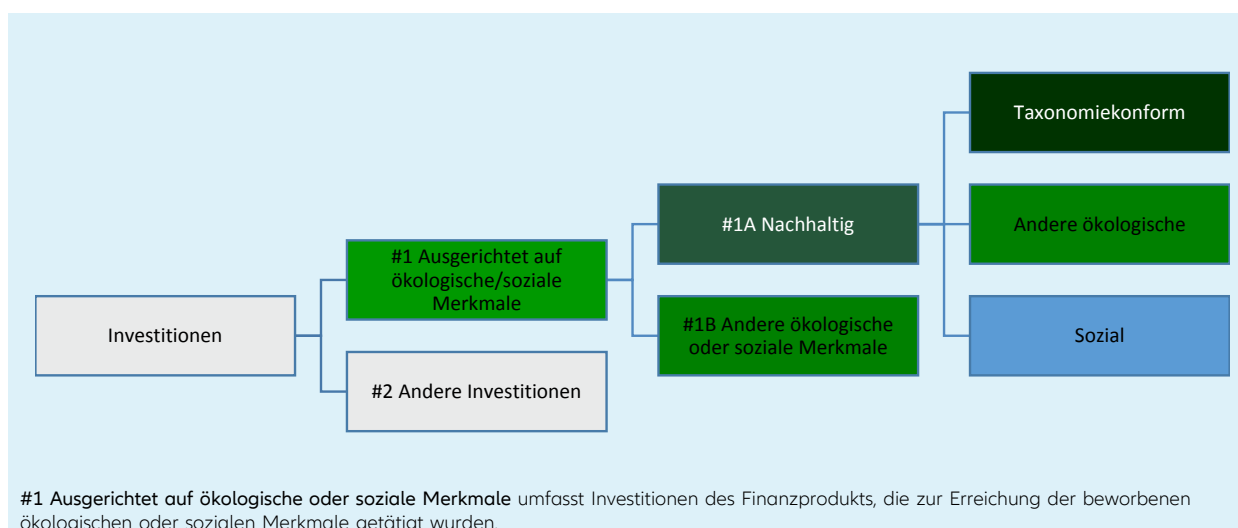 Taxonomiekonform
#1A Nachhaltig
Andere ökologische
#1 Ausgerichtet auf
ökologische/soziale
Merkmale
Investitionen
#1B Andere ökologische
oder soziale Merkmale
Sozial
#2 Andere Investitionen
#1 Ausgerichtet auf ökologische oder soziale Merkmale umfasst Investitionen des Finanzprodukts, die zur Erreichung der beworbenen
ökologischen oder sozialen Merkmale getätigt wurden.